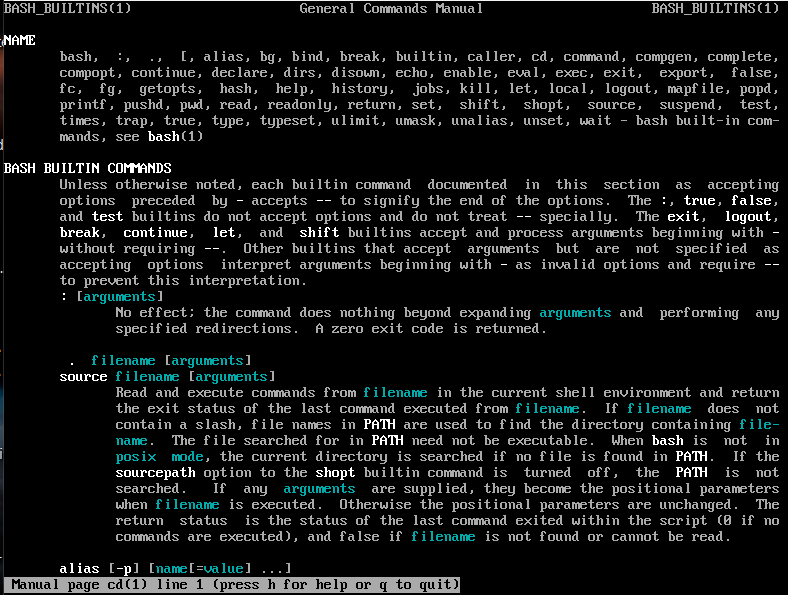 BASH_BUILTINS(1) General Commands Manual BASH_BUILTINS(1)
NAME
bash, :, ., [, alias, bg, bind, break, builtin, caller, cd, command, compgen, complete,
compopt, continue, declare, dirs, disown, echo, enable, eval, exec, exit, export, false,
fc, fg, getopts, hash, help, history, jobs, kill, let, local, logout, mapfile, popd,
printf, pushd, pwd, read, readonly, return, set, shift, shopt, source, suspend, test,
times, trap, true, type, typeset, ulimit, umask, unalias, unset, wait - bash built-in com-
mands, see bash(1)
BASH BUILTIN COMMANDS
Unless otherwise noted, each builtin command documented in this section as accepting
options preceded by - accepts -- to signify the end of the options. The :, true, false,
and test builtins do not accept options and do not treat -- specially. The exit, logout,
break, continue, let, and shift builtins accept and process arguments beginning with -
without requiring --. Other builtins that accept arguments but are not specified as
accepting options interpret arguments beginning with - as invalid options and require --
to prevent this interpretation.
: [arguments]
No effect; the command does nothing beyond expanding arguments and performing any
specified redirections. A zero exit code is returned.
. filename [arguments]
source filename [arguments]
Read and execute commands from filename in the current shell environment and return
the exit status of the last command executed from filename. If filename does not
contain a slash, file names in PATH are used to find the directory containing file-
name. The file searched for in PATH need not be executable. When bash is not in
posix mode, the current directory is searched if no file is found in PATH. If the
sourcepath option to the shopt builtin command is turned off, the PATH is not
searched. If any arguments are supplied, they become the positional parameters
when filename is executed. Otherwise the positional parameters are unchanged. The
return status is the status of the last command exited within the script (0 if no
commands are executed), and false if filename is not found or cannot be read.
alias [-p] [name[=value] ...]
Manual page cd(1) line 1 (press h for help or q to quit)